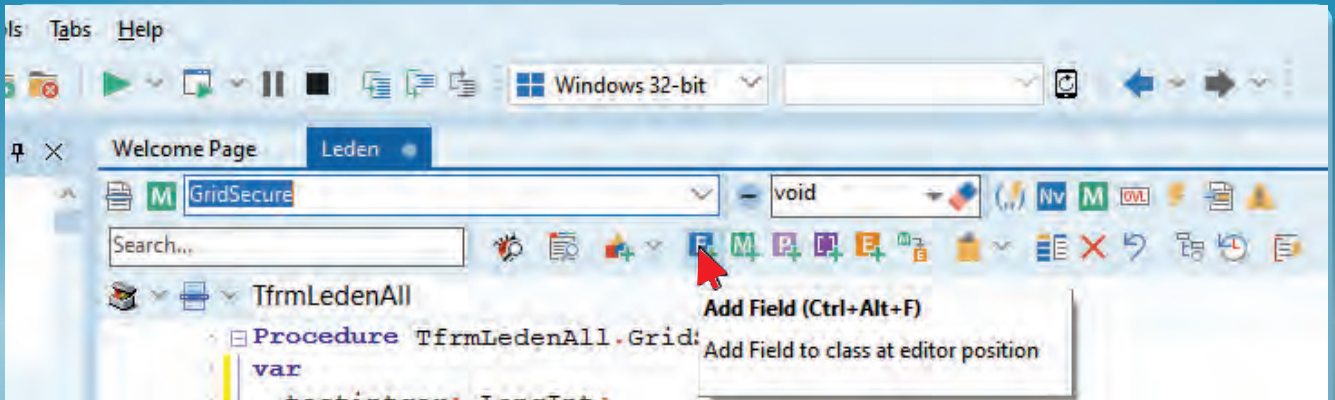 ls Tabs Help
Windows 32-bit
Welcome Page Leden
M GridSecure void (,,) Nv M OVL
Search... F M P E M E
TfrmLedenAll
Add Field (Ctrl+Alt+F)
Procedure TfrmLedenAll.Grid
Add Field to class at editor position
var